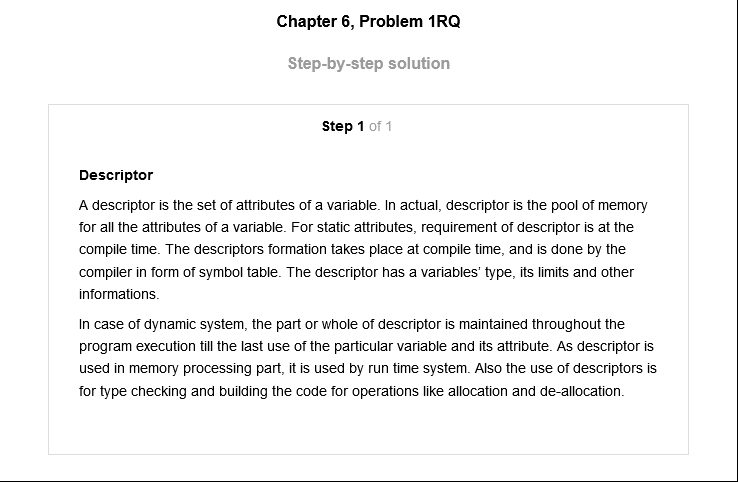 Chapter 6, Problem 1RQ
Step-by-step solution
Step 1 of 1
Descriptor
A descriptor is the set of attributes of a variable. In actual, descriptor is the pool of memory
for all the attributes of a variable. For static attributes, requirement of descriptor is at the
compile time. The descriptors formation takes place at compile time, and is done by the
compiler in form of symbol table. The descriptor has a variables' type, its limits and other
informations.
In case of dynamic system, the part or whole of descriptor is maintained throughout the
program execution till the last use of the particular variable and its attribute. As descriptor is
used in memory processing part, it is used by run time system. Also the use of descriptors is
for type checking and building the code for operations like allocation and de-allocation.